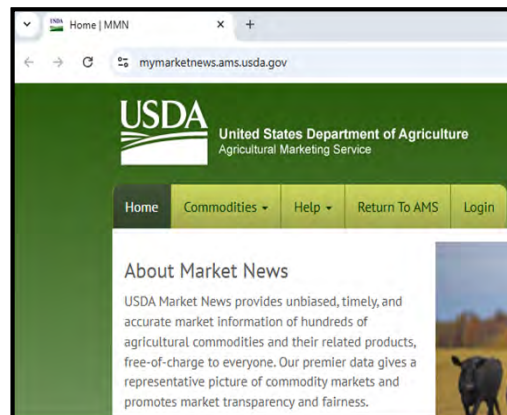 USDA Home | MMN
mymarketnews.ams.usda.gov
USDA
United States Department of Agriculture
Agricultural Marketing Service
Home Commodities Help Return To AMS Login
About Market News
USDA Market News provides unbiased, timely, and
accurate market information of hundreds of
agricultural commodities and their related products,
free-of-charge to everyone. Our premier data gives a
representative picture of commodity markets and
promotes market transparency and fairness.